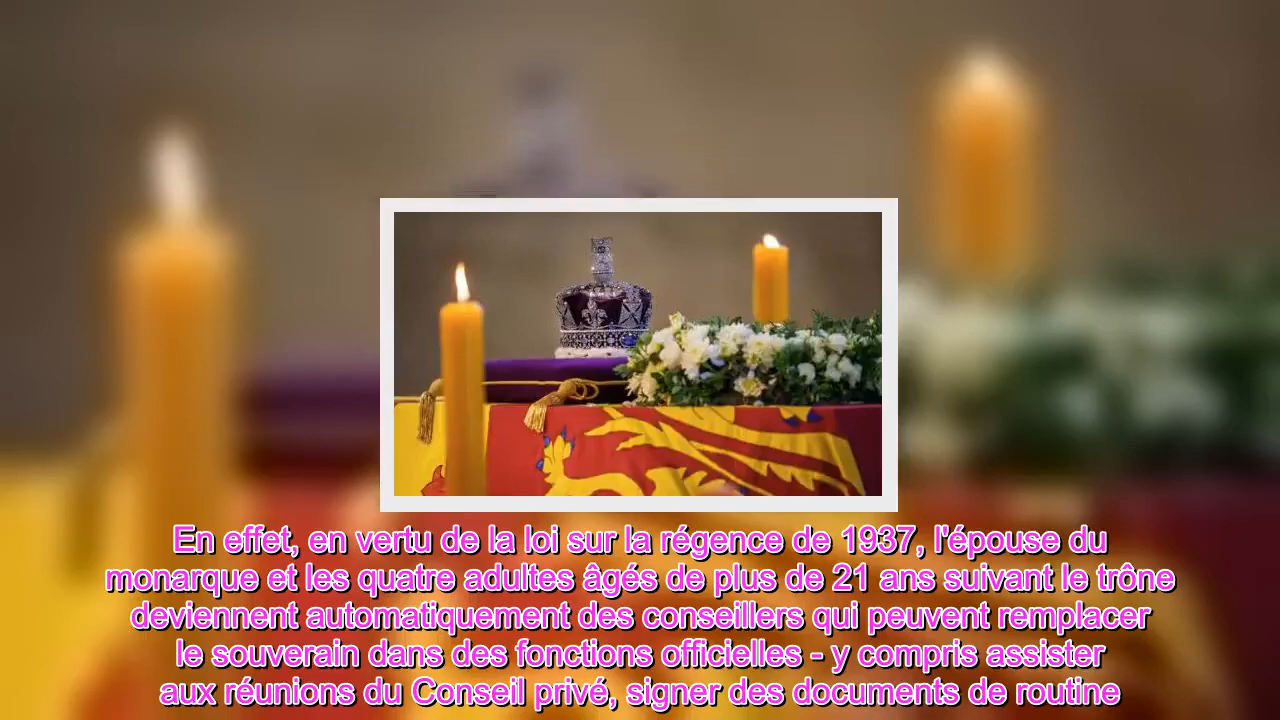 En effet, en vertu de la loi sur la régence de 1937, l'épouse du
monarque et les quatre adultes âgés de plus de 21 ans suivant le trône
deviennent automatiquement des conseillers qui peuvent remplacer
le souverain dans des fonctions officielles - y compris assister
aux réunions du Conseil privé, signer des documents de routine